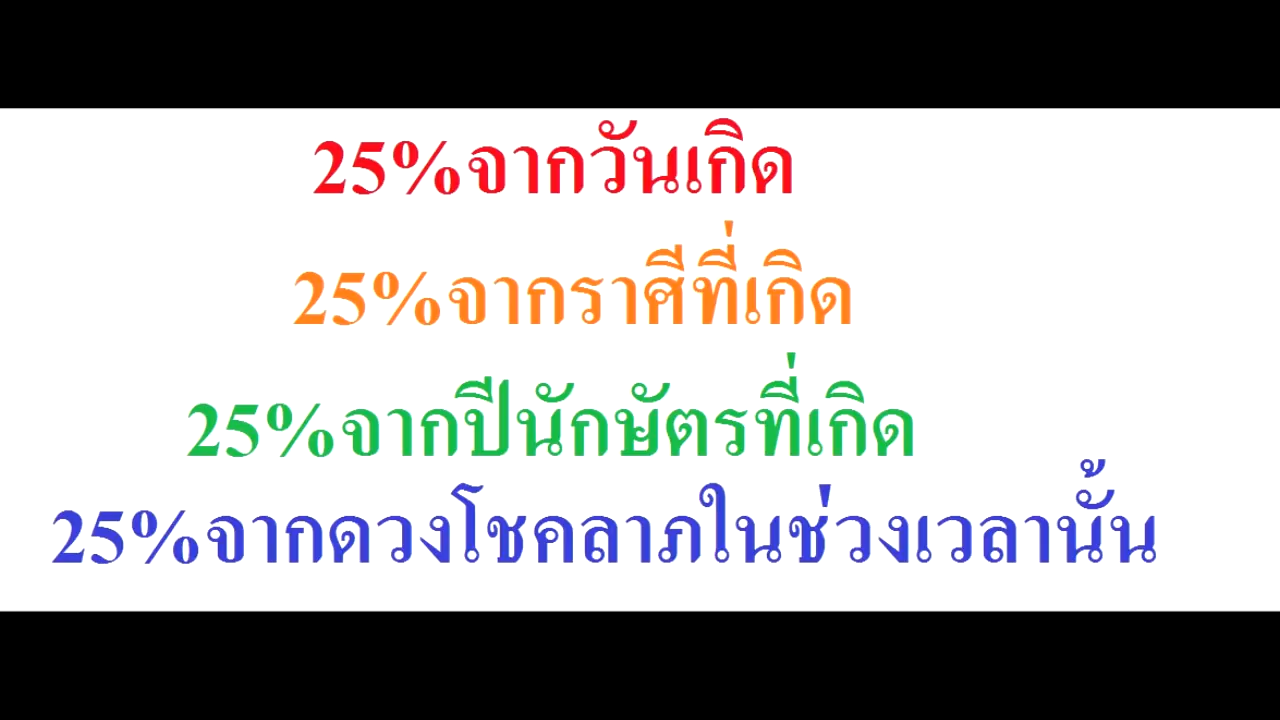 25%จากวันเกิด
25%จากราศีที่เกิด
25%จากปีนักษัตรที่เกิด
25%จากดวงโชคลาภในช่วงเวลานั้น